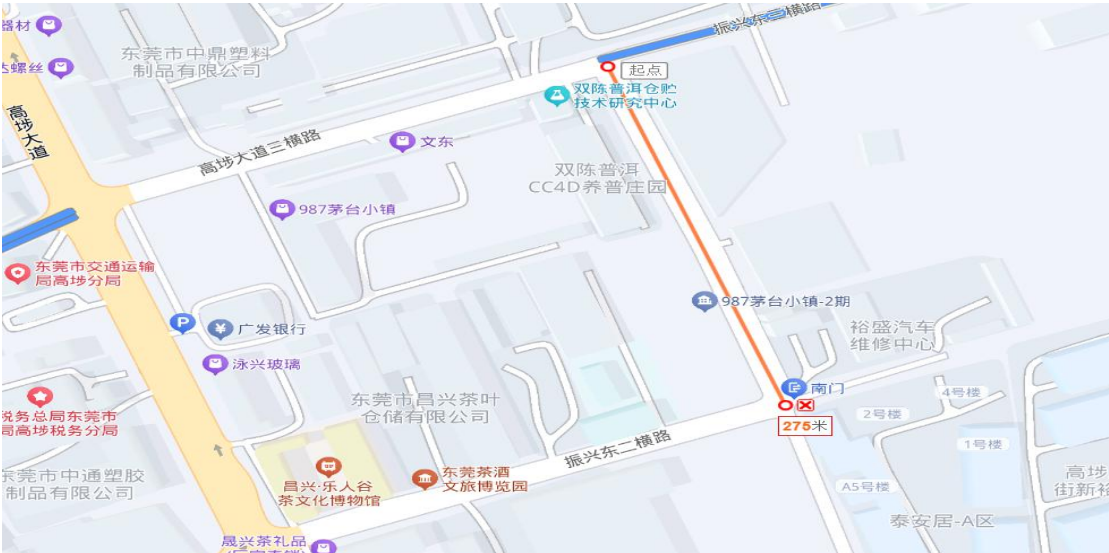 器材
振兴东三横路
东莞市中鼎塑料
制品有限公司
达螺丝
起点
双陈普洱仓贮
技术研究中心
高埗大道
文东
高埗大道三横路
双陈普洱
CC4D养普庄园
987茅台小镇
东莞市交通运输
局高埗分局
987茅台小镇-2期
P
广发银行
裕盛汽车
维修中心
泳兴玻璃
南门
4号楼
东莞市昌兴茶叶
仓储有限公司
税务总局东莞市
局高埗税务分局
2号楼
275米
振兴东二横路
1号楼
东莞市中通塑胶
制品有限公司
昌兴·乐人谷
茶文化博物馆
东莞茶酒
文旅博览园
A5号楼
高埗
街新裕
泰安居-A区
晟兴茶礼品